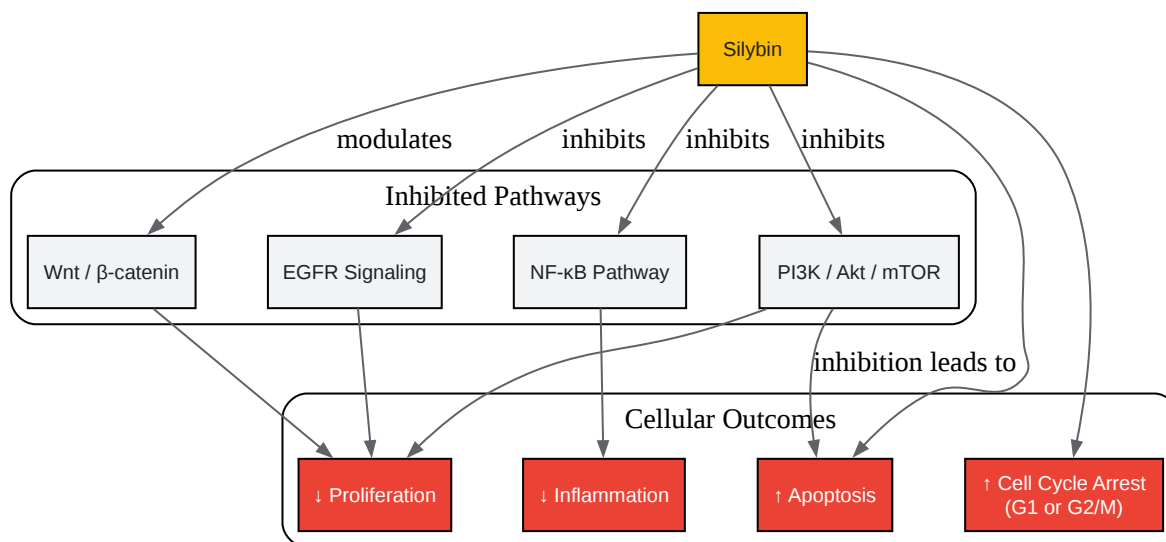 Silybin
modulates
inhibits
inhibits
inhibits
Inhibited Pathways
Wnt / β-catenin
EGFR Signaling
NF-κB Pathway
PI3K / Akt / mTOR
inhibition leads to
Cellular Outcomes
↓ Proliferation
↓ Inflammation
↑ Apoptosis
↑ Cell Cycle Arrest
(G1 or G2/M)